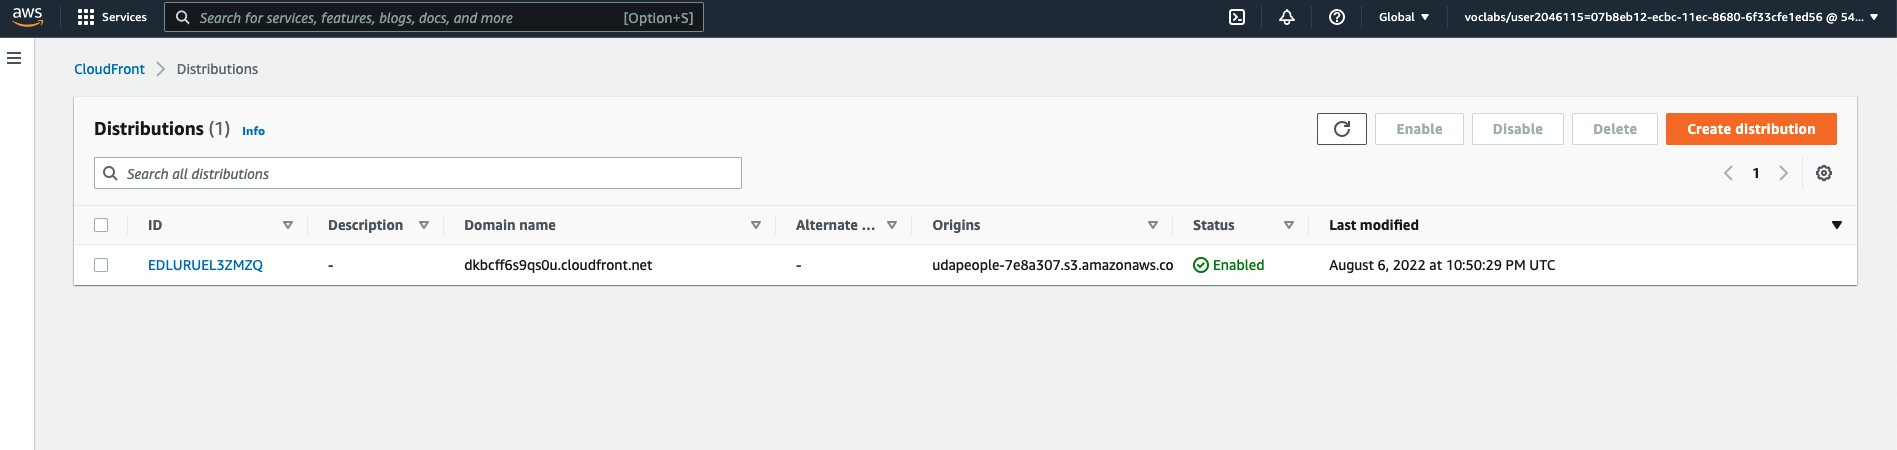 aws Services Search for services, features, blogs, docs, and more [Option+S] Global voclabs/user2046115=07b8eb12-ecbc-11ec-8680-6f33cfe1ed56 @ 54...
CloudFront Distributions
Distributions (1) Info Enable Disable Delete Create distribution
Search all distributions 1
ID Description Domain name Alternate ... Origins Status Last modified
EDLURUEL3ZMZQ - dkbcff6s9qs0u.cloudfront.net - udapeople-7e8a307.s3.amazonaws.co Enabled August 6, 2022 at 10:50:29 PM UTC